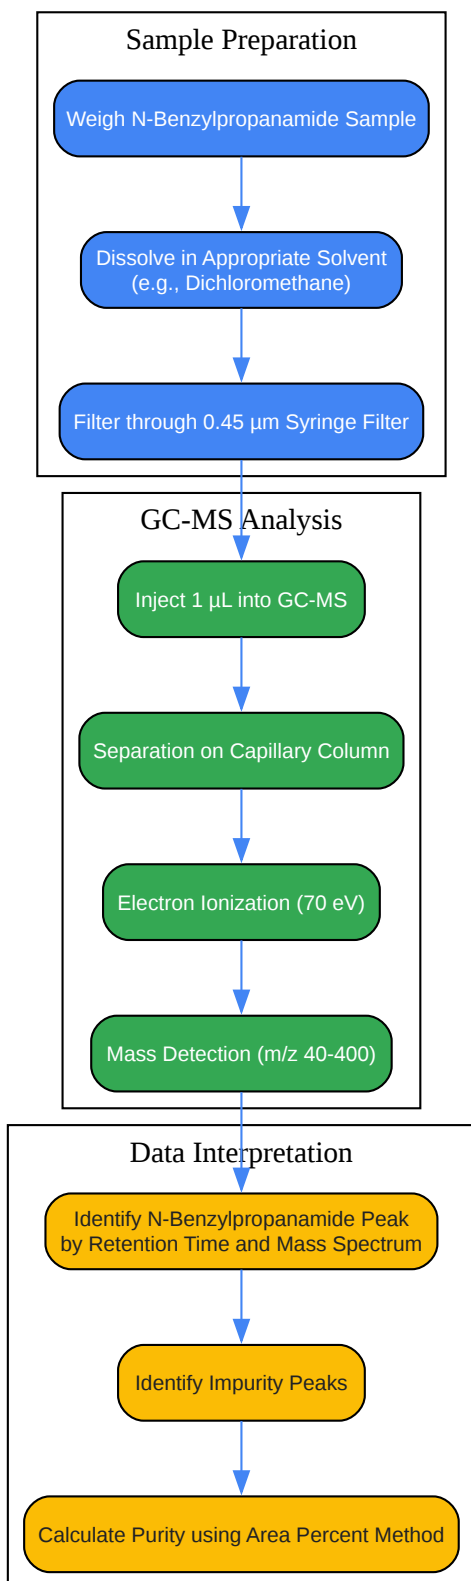 Sample Preparation
Weigh N-Benzylpropanamide Sample
Dissolve in Appropriate Solvent
(e.g., Dichloromethane)
Filter through 0.45 µm Syringe Filter
GC-MS Analysis
Inject 1 µL into GC-MS
Separation on Capillary Column
Electron Ionization (70 eV)
Mass Detection (m/z 40-400)
Data Interpretation
Identify N-Benzylpropanamide Peak
by Retention Time and Mass Spectrum
Identify Impurity Peaks
Calculate Purity using Area Percent Method